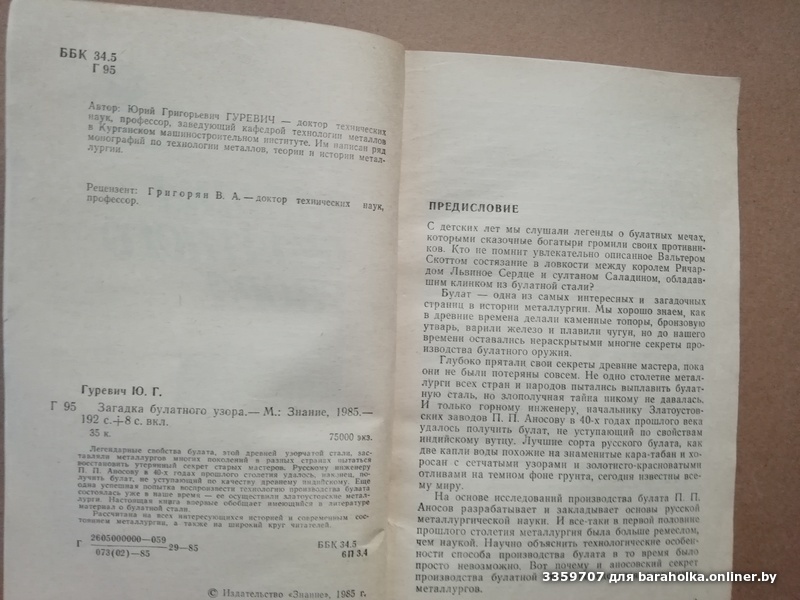 ББК 34.5
Г 95
Автор: Юрий Григорьевич ГУРЕВИЧ — доктор технических
наук, профессор, заведующий кафедрой технологии металлов
в Курганском машиностроительном институте. Им написан ряд
монографий по технологии металлов, теории и истории метал-
лургии.
Рецензент: Григорян В. А. — доктор технических наук,
профессор.
Гуревич Ю. Г.
Г 95 Загадка булатного узора.— М.: Знание, 1985.—
192 с.+8 с. вкл.
35 к. 75000 экз.
Легендарные свойства булата, этой древней узорчатой стали, за-
ставляли металлургов многих поколений в разных странах пытаться
восстановить утерянный секрет старых мастеров. Русскому инженеру
П. П. Аносову в 40-х годах прошлого столетия удалось, наконец, по-
лучить булат, не уступающий по качеству древнему индийскому. Еще
одна успешная попытка воспроизвести технологию производства булата
состоялась уже в наше время — ее осуществили златоустовские метал-
лурги. Настоящая книга впервые обобщает имеющийся в литературе
материал о булатной стали.
Рассчитана на всех интересующихся историей и современным сос-
тоянием металлургии, а также на широкий круг читателей.
Г 2605000000—059
073(02)—85 29—85
ББК 34.5
6П3.4
© Издательство «Знание», 1985 г.
ПРЕДИСЛОВИЕ
С детских лет мы слушали легенды о булатных мечах,
которыми сказочные богатыри громили своих противни-
ков. Кто не помнит увлекательно описанное Вальтером
Скоттом состязание в ловкости между королем Ричар-
дом Львиное Сердце и султаном Саладином, обладав-
шим клинком из булатной стали?
Булат — одна из самых интересных и загадочных
страниц в истории металлургии. Мы хорошо знаем, как
в древние времена делали каменные топоры, бронзовую
утварь, варили железо и плавили чугун, но до нашего
времени оставались нераскрытыми многие секреты про-
изводства булатного оружия.
Глубоко прятали свои секреты древние мастера, пока
они не были потеряны совсем. Не одно столетие метал-
лурги всех стран и народов пытались выплавить булат-
ную сталь, но злополучная тайна никому не давалась.
И только горному инженеру, начальнику Златоустов-
ских заводов П. П. Аносову в 40-х годах прошлого века
удалось получить булат, не уступающий по свойствам
индийскому вутцу. Лучшие сорта русского булата, как
две капли воды похожие на знаменитые кара-табан и хо-
росан с сетчатыми узорами и золотисто-красноватыми
отливами на темном фоне грунта, сегодня известны все-
му миру.
На основе исследований производства булата П. П.
Аносов разрабатывает и закладывает основы русской
металлургической науки. И все-таки в первой половине
прошлого столетия металлургия была больше ремеслом,
чем наукой. Научно объяснить технологические особен-
ности способа производства булата в то время было
просто невозможно. Вот почему и аносовский секрет
производства булатной
металлургов.
3359707 для baraholka.onliner.by